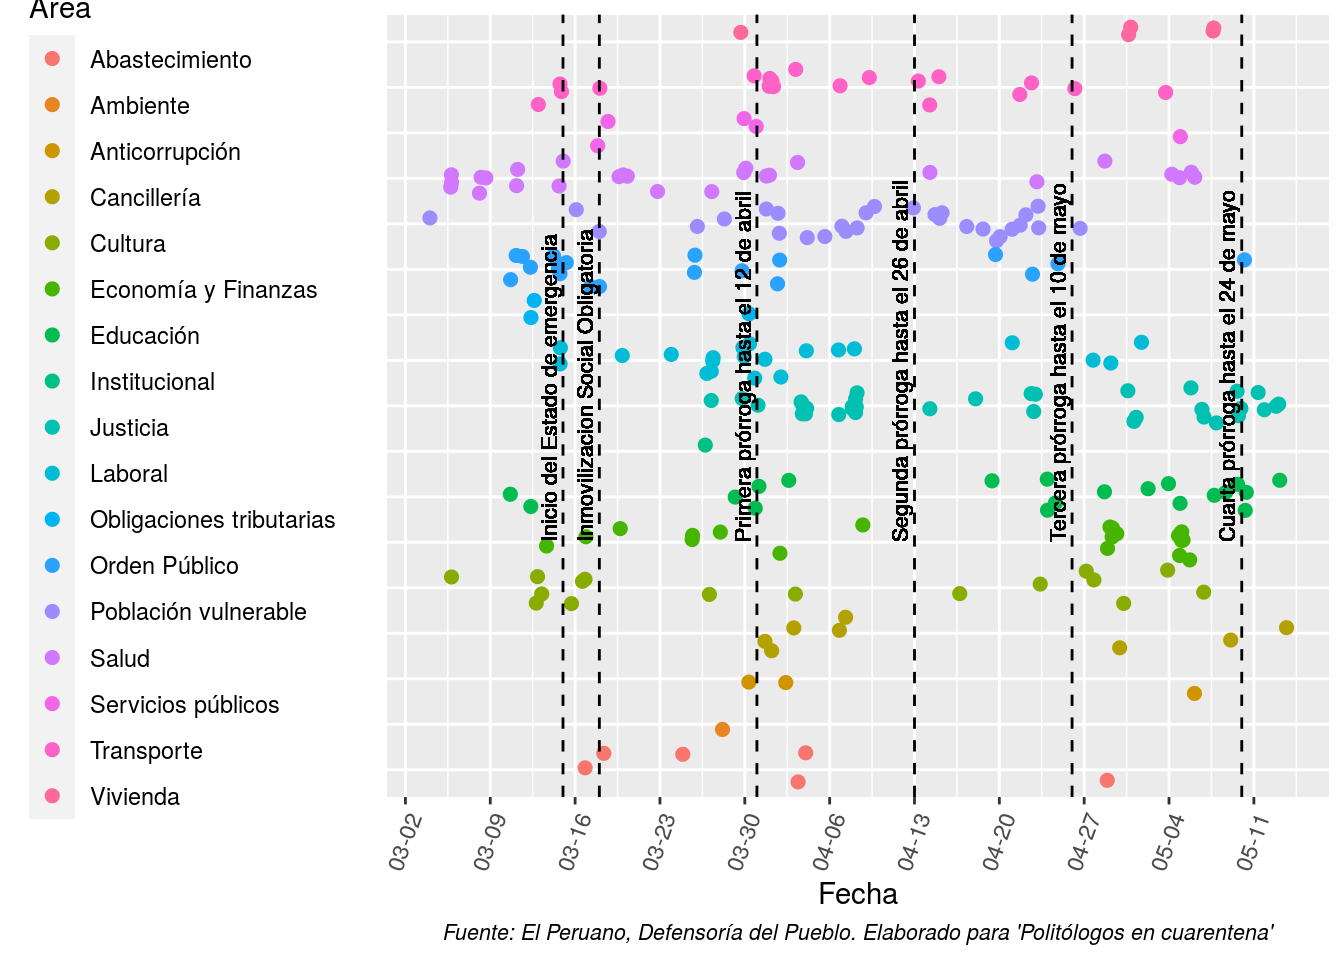 Área
Abastecimiento
Ambiente
Anticorrupción
Cancillería
Cultura
Economía y Finanzas
Educación
Institucional
Justicia
Laboral
Obligaciones tributarias
Orden Público
Población vulnerable
Salud
Servicios públicos
Transporte
Vivienda
Inicio del Estado de emergencia
Inmovilizacion Social Obligatoria
Primera prórroga hasta el 12 de abril
Segunda prórroga hasta el 26 de abril
Tercera prórroga hasta el 10 de mayo
Cuarta prórroga hasta el 24 de mayo
03-02
03-09
03-16
03-23
03-30
04-06
04-13
04-20
04-27
05-04
05-11
Fecha
Fuente: El Peruano, Defensoría del Pueblo. Elaborado para 'Politólogos en cuarentena'